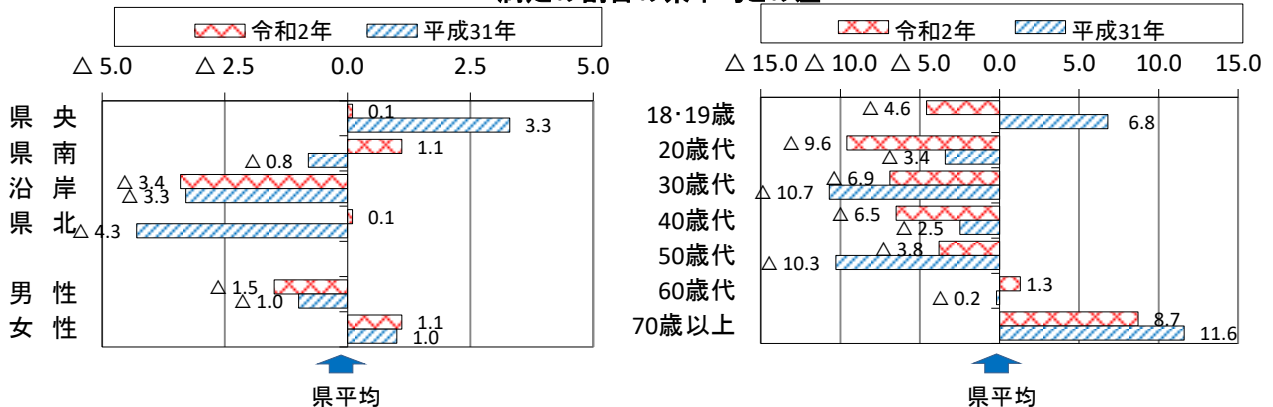 令和2年 平成31年
△ 5.0 △ 2.5 0.0 2.5 5.0
県 央 0.1
3.3
県 南 1.1
△ 0.8
沿 岸 △ 3.4
△ 3.3
県 北 0.1
△ 4.3
男 性 △ 1.5
△ 1.0
女 性 1.1
1.0
県平均
令和2年 平成31年
△ 15.0 △ 10.0 △ 5.0 0.0 5.0 10.0 15.0
18･19歳 △ 4.6
6.8
20歳代 △ 9.6
△ 3.4
30歳代 △ 6.9
△ 10.7
40歳代 △ 6.5
△ 2.5
50歳代 △ 3.8
△ 10.3
60歳代 1.3
△ 0.2
70歳以上 8.7
11.6
県平均